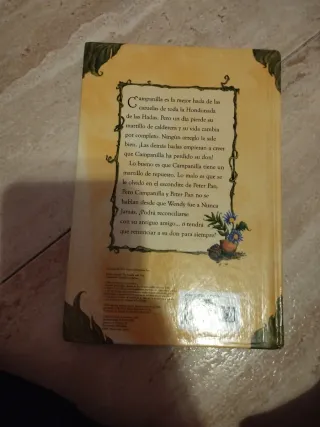 Campanilla es la mejor hada de las
cazuelas de toda la Hondonada
de las Hadas. Pero un día pierde su
martillo de calderera y su vida cambia
por completo. Ningún arreglo le sale
bien. ¡Las demás hadas empiezan a creer
que Campanilla ha perdido su don!
Lo bueno es que Campanilla tiene un
martillo de repuesto. Lo malo es que se
lo olvidó en el escondite de Peter Pan.
Pero Campanilla y Peter Pan no se
hablan desde que Wendy fue a Nunca
Jamás. ¿Podrá reconciliarse
con su antiguo amigo... o tendrá
que renunciar a su don para siempre?